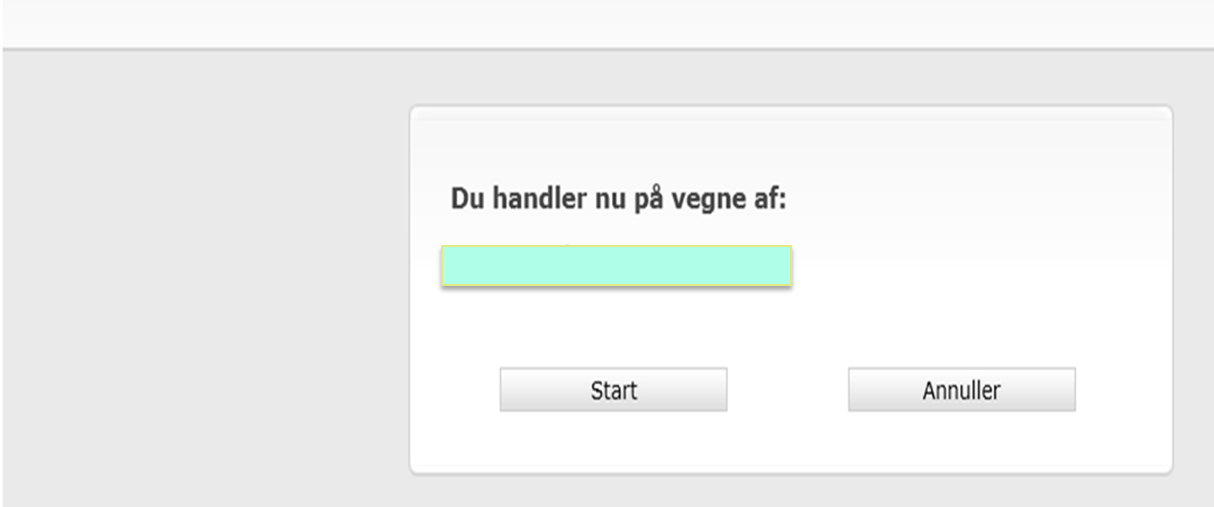 Du handler nu på vegne af:
Start
Annuller